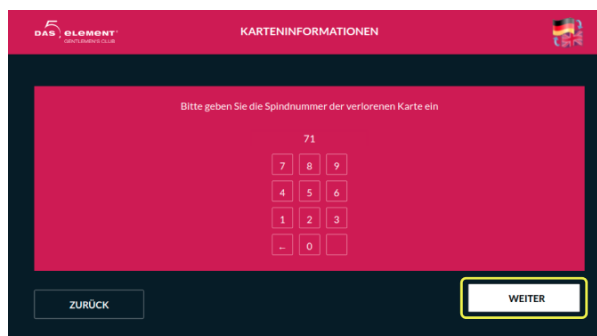 DAS 5. ELEMENT
GENTLEMEN'S CLUB
KARTENINFORMATIONEN
Bitte geben Sie die Spindnummer der verlorenen Karte ein
71
7 8 9
4 5 6
1 2 3
← 0
ZURÜCK
WEITER